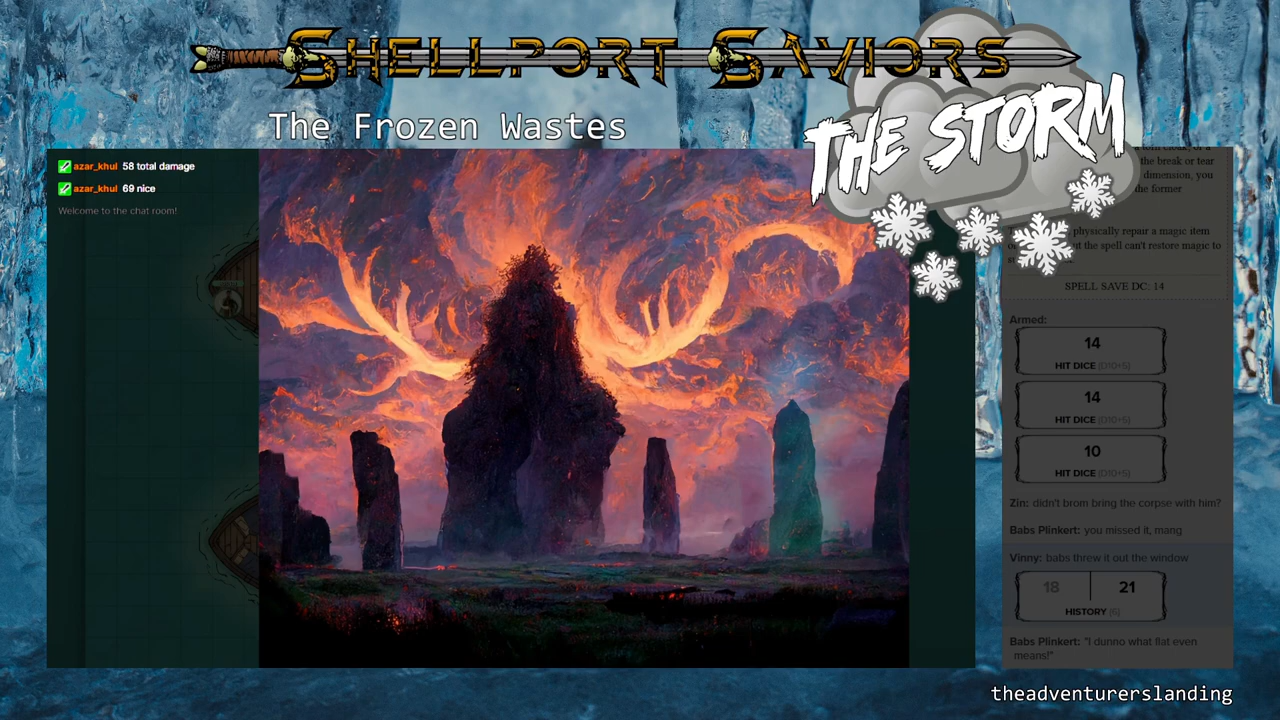 SHELLPORT SAVIORS
THE STORM
The Frozen Wastes
azar_khul 58 total damage
azar_khul 69 nice
Welcome to the chat room!
the break or tear
dimension, you
the former
physically repair a magic item
ut the spell can't restore magic to
SPELL SAVE DC: 14
Armed:
14
HIT DICE (D10+5)
14
HIT DICE (D10+5)
10
HIT DICE (D10+5)
Zin: didn't brom bring the corpse with him?
Babs Plinkert: you missed it, mang
Vinny: babs threw it out the window
18 21
HISTORY (6)
Babs Plinkert: "I dunno what flat even
means!"
theadventurerslanding